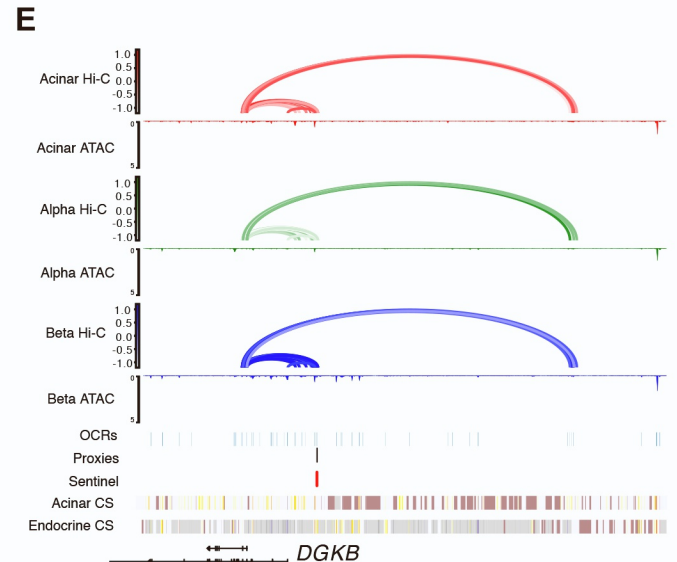 E
Acinar Hi-C
1.0
0.5
0.0
-0.5
-1.0
Acinar ATAC
0
5
Alpha Hi-C
1.0
0.5
0.0
-0.5
-1.0
Alpha ATAC
0
5
Beta Hi-C
1.0
0.5
0.0
-0.5
-1.0
Beta ATAC
0
5
OCRs
Proxies
Sentinel
Acinar CS
Endocrine CS
DGKB